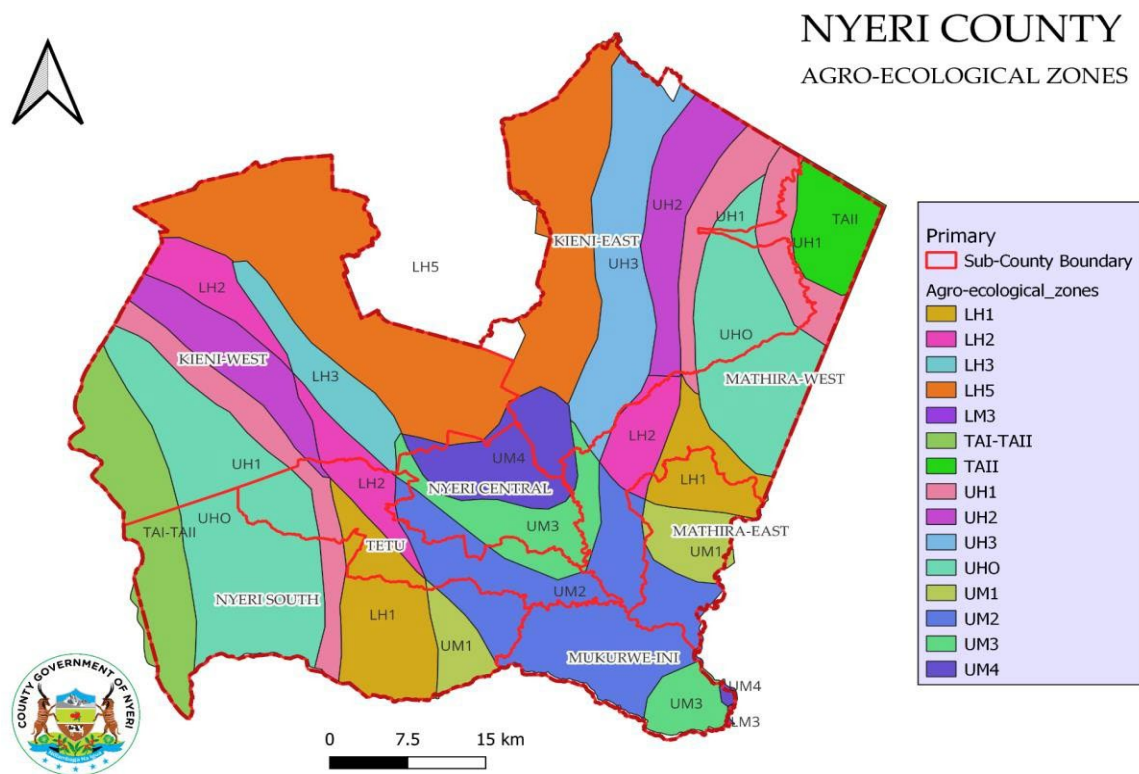 NYERI COUNTY
AGRO-ECOLOGICAL ZONES
TAII
UH1
UH2
KIENI-EAST
UH3
UH1
LH5
LH2
UHO
KIENI-WEST
LH3
MATHIRA-WEST
LH2
UH1
UM4
LH1
LH2
NYERI CENTRAL
UHO
UM3
TAI-TAII
MATHIRA-EAST
TETU
UM1
UM2
NYERI SOUTH
LH1
UM1
MUKURWE-INI
UM4
UM3
LM3
Primary
Sub-County Boundary
Agro-ecological_zones
LH1
LH2
LH3
LH5
LM3
TAI-TAII
TAII
UH1
UH2
UH3
UHO
UM1
UM2
UM3
UM4
COUNTY GOVERNMENT OF NYERI
0 7.5 15 km